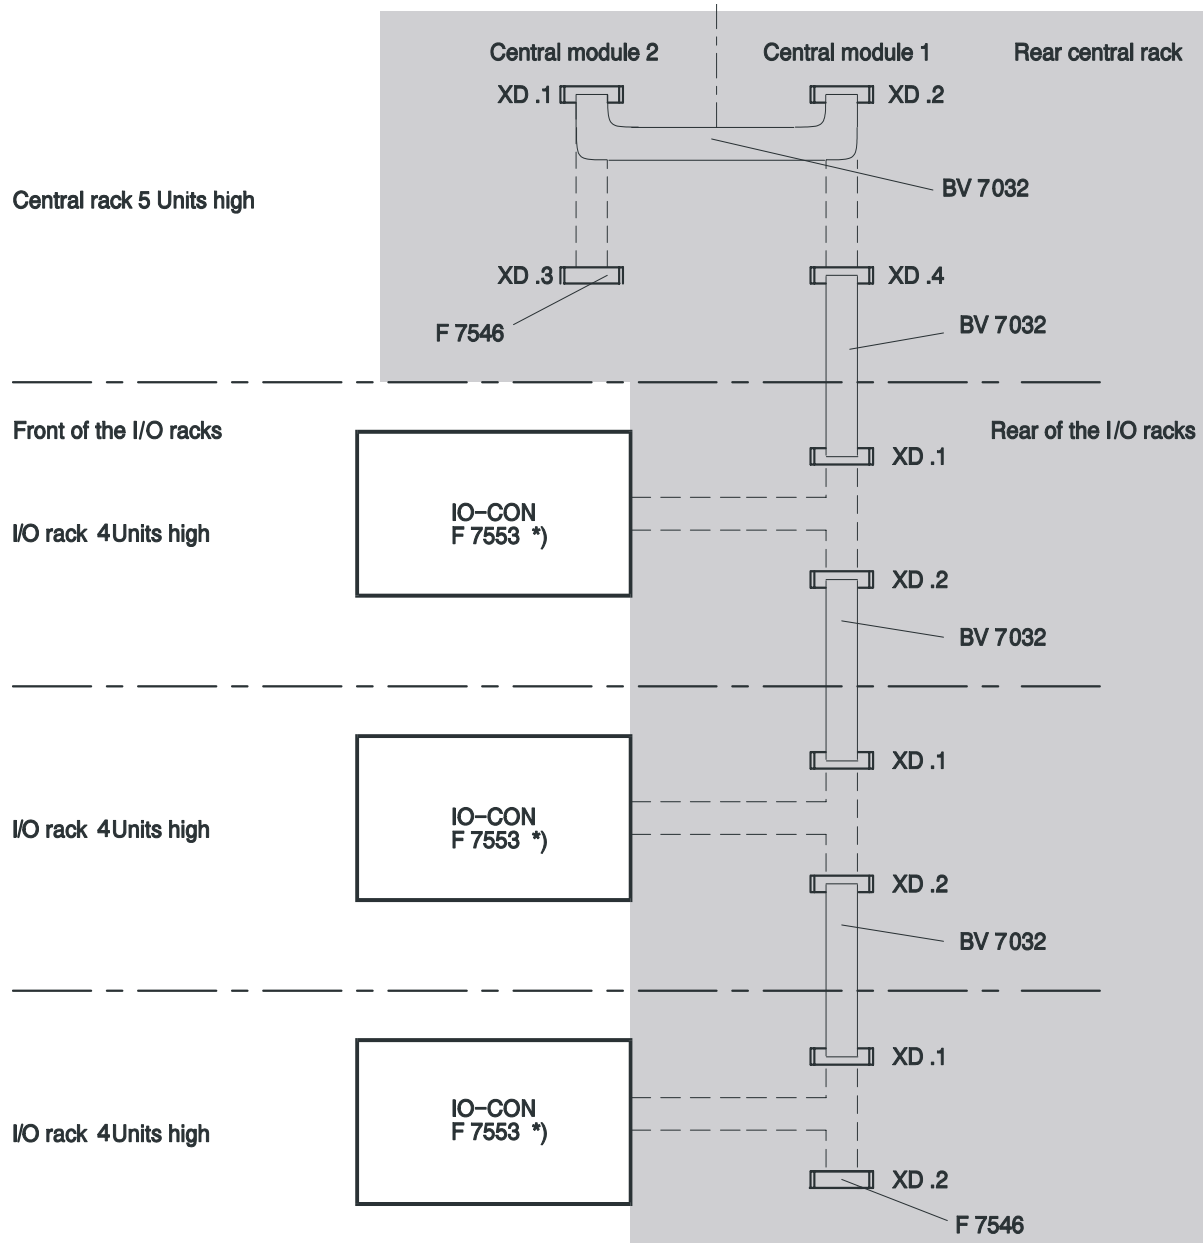 Central module 2
Central module 1
Rear central rack
XD .1
XD .2
BV 7032
Central rack 5 Units high
XD .3
XD .4
F 7546
BV 7032
Front of the I/O racks
Rear of the I/O racks
XD .1
IO-CON
F 7553 *)
I/O rack 4Units high
XD .2
BV 7032
XD .1
IO-CON
F 7553 *)
I/O rack 4Units high
XD .2
BV 7032
XD .1
IO-CON
F 7553 *)
I/O rack 4Units high
XD .2
F 7546